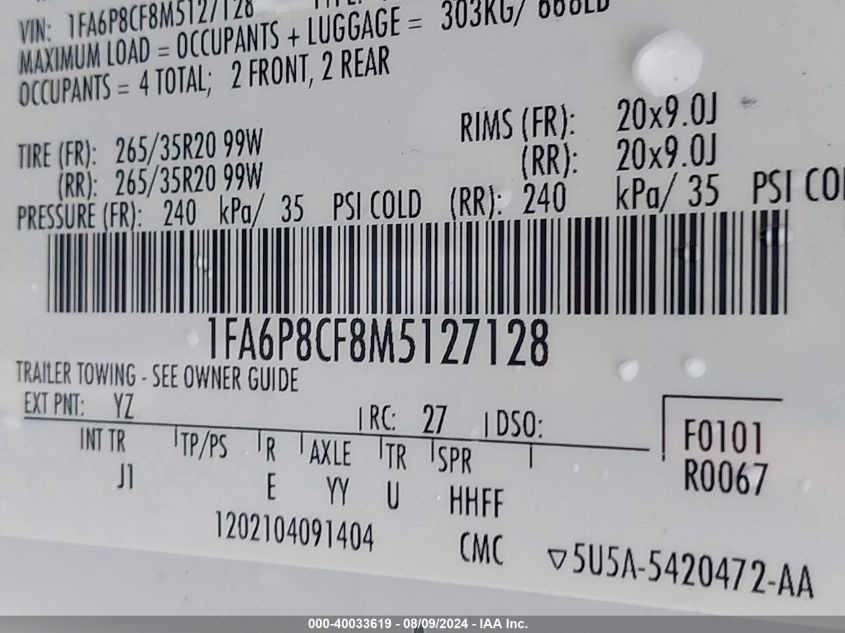 VIN: 1FA6P8CF8M5127128
MAXIMUM LOAD = OCCUPANTS + LUGGAGE = 303KG/ 668LB
OCCUPANTS = 4 TOTAL; 2 FRONT, 2 REAR
TIRE (FR): 265/35R20 99W RIMS (FR): 20x9.0J
(RR): 265/35R20 99W (RR): 20x9.0J
PRESSURE (FR): 240 kPa/ 35 PSI COLD (RR): 240 kPa/ 35 PSI COL
1FA6P8CF8M5127128
TRAILER TOWING - SEE OWNER GUIDE
EXT PNT: YZ RC: 27 DSO:
F0101
INT TR TP/PS R AXLE TR SPR
R0067
J1 E YY U HHFF
1202104091404 CMC ▽5U5A-5420472-AA
000-40033619 - 08/09/2024 - IAA Inc.